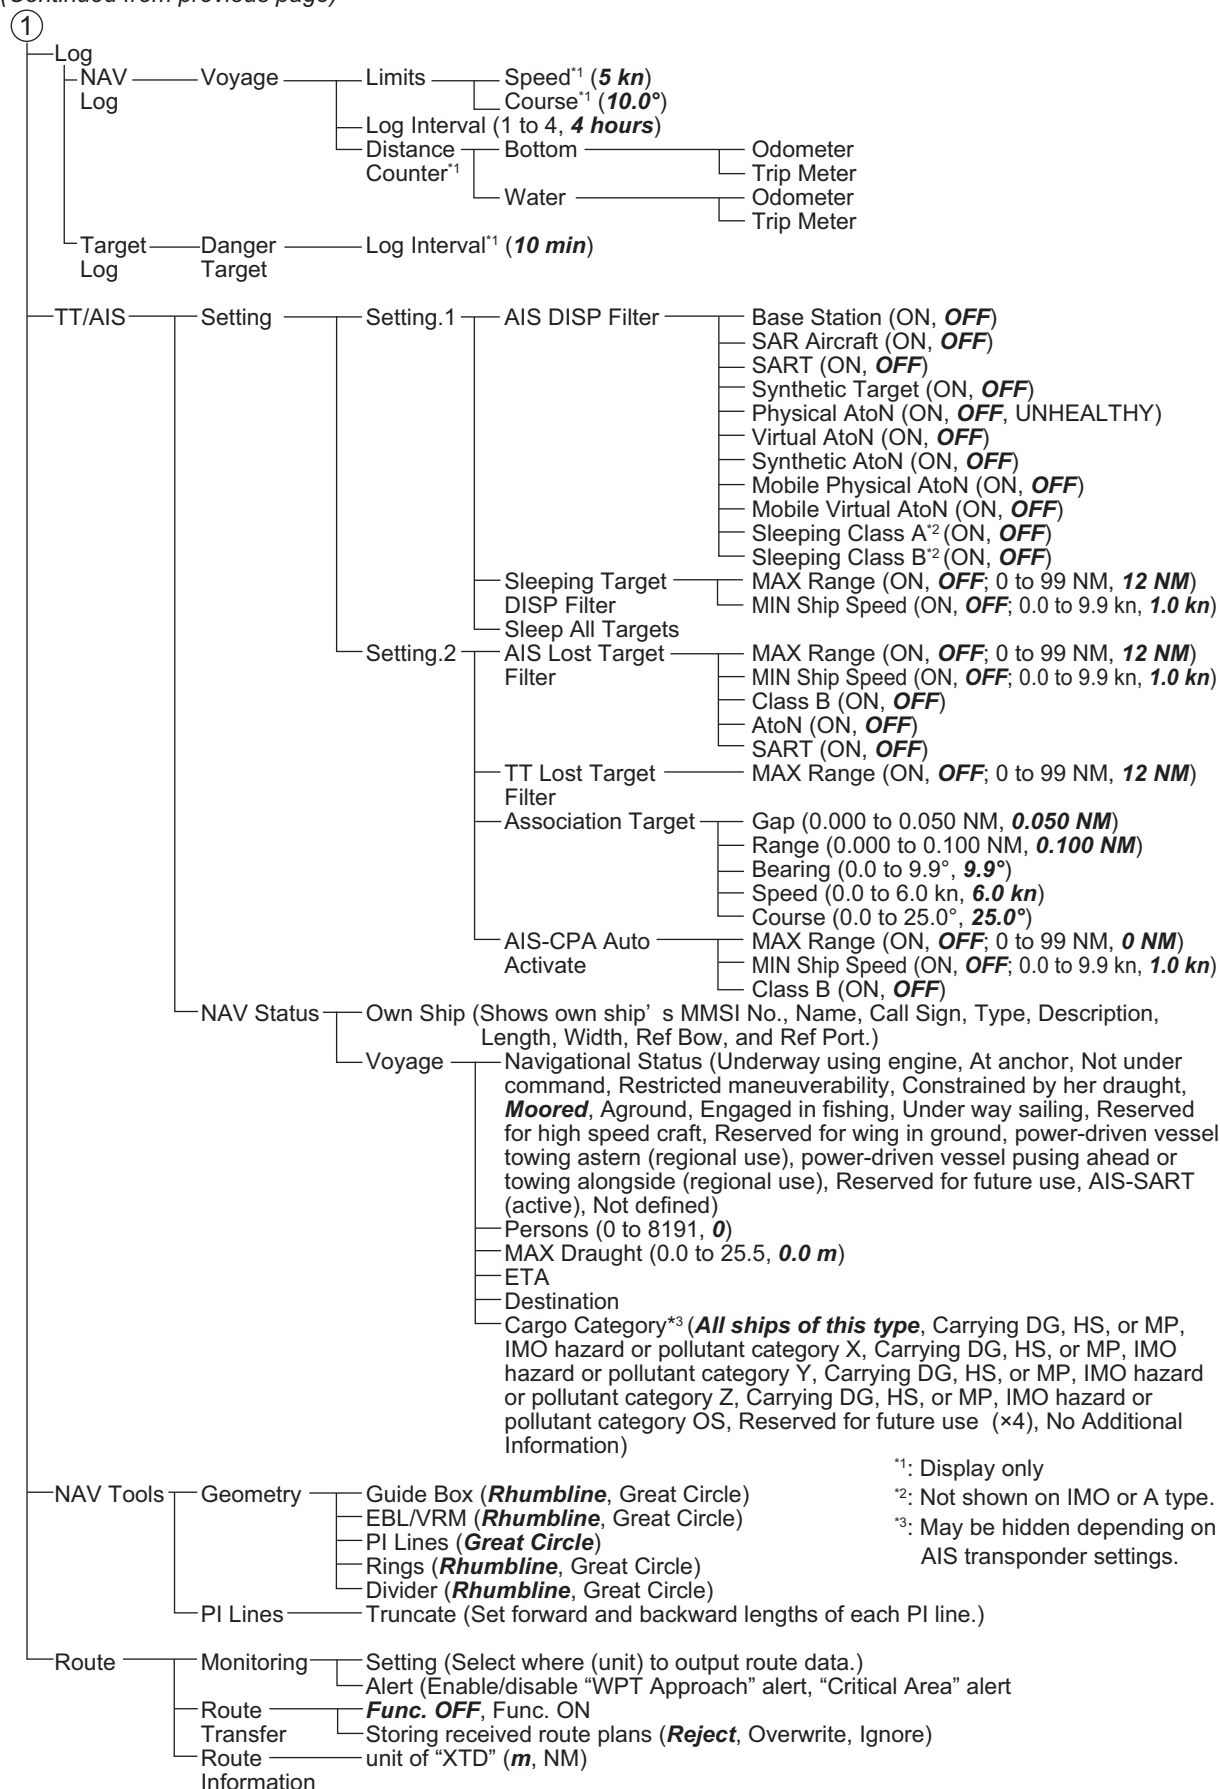 (Continued from previous page)
1
Log
NAV Log
Voyage
Limits
Speed*1 (5 kn)
Course*1 (10.0°)
Log Interval (1 to 4, 4 hours)
Distance Counter*1
Bottom
Odometer
Trip Meter
Water
Odometer
Trip Meter
Target Log
Danger Target
Log Interval*1 (10 min)
TT/AIS
Setting
Setting.1
AIS DISP Filter
Base Station (ON, OFF)
SAR Aircraft (ON, OFF)
SART (ON, OFF)
Synthetic Target (ON, OFF)
Physical AtoN (ON, OFF, UNHEALTHY)
Virtual AtoN (ON, OFF)
Synthetic AtoN (ON, OFF)
Mobile Physical AtoN (ON, OFF)
Mobile Virtual AtoN (ON, OFF)
Sleeping Class A*2 (ON, OFF)
Sleeping Class B*2 (ON, OFF)
Sleeping Target DISP Filter
MAX Range (ON, OFF; 0 to 99 NM, 12 NM)
MIN Ship Speed (ON, OFF; 0.0 to 9.9 kn, 1.0 kn)
Sleep All Targets
Setting.2
AIS Lost Target Filter
MAX Range (ON, OFF; 0 to 99 NM, 12 NM)
MIN Ship Speed (ON, OFF; 0.0 to 9.9 kn, 1.0 kn)
Class B (ON, OFF)
AtoN (ON, OFF)
SART (ON, OFF)
TT Lost Target Filter
MAX Range (ON, OFF; 0 to 99 NM, 12 NM)
Association Target
Gap (0.000 to 0.050 NM, 0.050 NM)
Range (0.000 to 0.100 NM, 0.100 NM)
Bearing (0.0 to 9.9°, 9.9°)
Speed (0.0 to 6.0 kn, 6.0 kn)
Course (0.0 to 25.0°, 25.0°)
AIS-CPA Auto Activate
MAX Range (ON, OFF; 0 to 99 NM, 0 NM)
MIN Ship Speed (ON, OFF; 0.0 to 9.9 kn, 1.0 kn)
Class B (ON, OFF)
NAV Status
Own Ship (Shows own ship’ s MMSI No., Name, Call Sign, Type, Description,
Length, Width, Ref Bow, and Ref Port.)
Voyage
Navigational Status (Underway using engine, At anchor, Not under
command, Restricted maneuverability, Constrained by her draught,
Moored, Aground, Engaged in fishing, Under way sailing, Reserved
for high speed craft, Reserved for wing in ground, power-driven vessel
towing astern (regional use), power-driven vessel pusing ahead or
towing alongside (regional use), Reserved for future use, AIS-SART
(active), Not defined)
Persons (0 to 8191, 0)
MAX Draught (0.0 to 25.5, 0.0 m)
ETA
Destination
Cargo Category*3 (All ships of this type, Carrying DG, HS, or MP,
IMO hazard or pollutant category X, Carrying DG, HS, or MP, IMO
hazard or pollutant category Y, Carrying DG, HS, or MP, IMO hazard
or pollutant category Z, Carrying DG, HS, or MP, IMO hazard or
pollutant category OS, Reserved for future use (×4), No Additional
Information)
*1: Display only
*2: Not shown on IMO or A type.
*3: May be hidden depending on
AIS transponder settings.
NAV Tools
Geometry
Guide Box (Rhumbline, Great Circle)
EBL/VRM (Rhumbline, Great Circle)
PI Lines (Great Circle)
Rings (Rhumbline, Great Circle)
Divider (Rhumbline, Great Circle)
PI Lines
Truncate (Set forward and backward lengths of each PI line.)
Route
Monitoring
Setting (Select where (unit) to output route data.)
Alert (Enable/disable “WPT Approach” alert, “Critical Area” alert
Route Transfer
Func. OFF, Func. ON
Storing received route plans (Reject, Overwrite, Ignore)
Route Information
unit of “XTD” (m, NM)